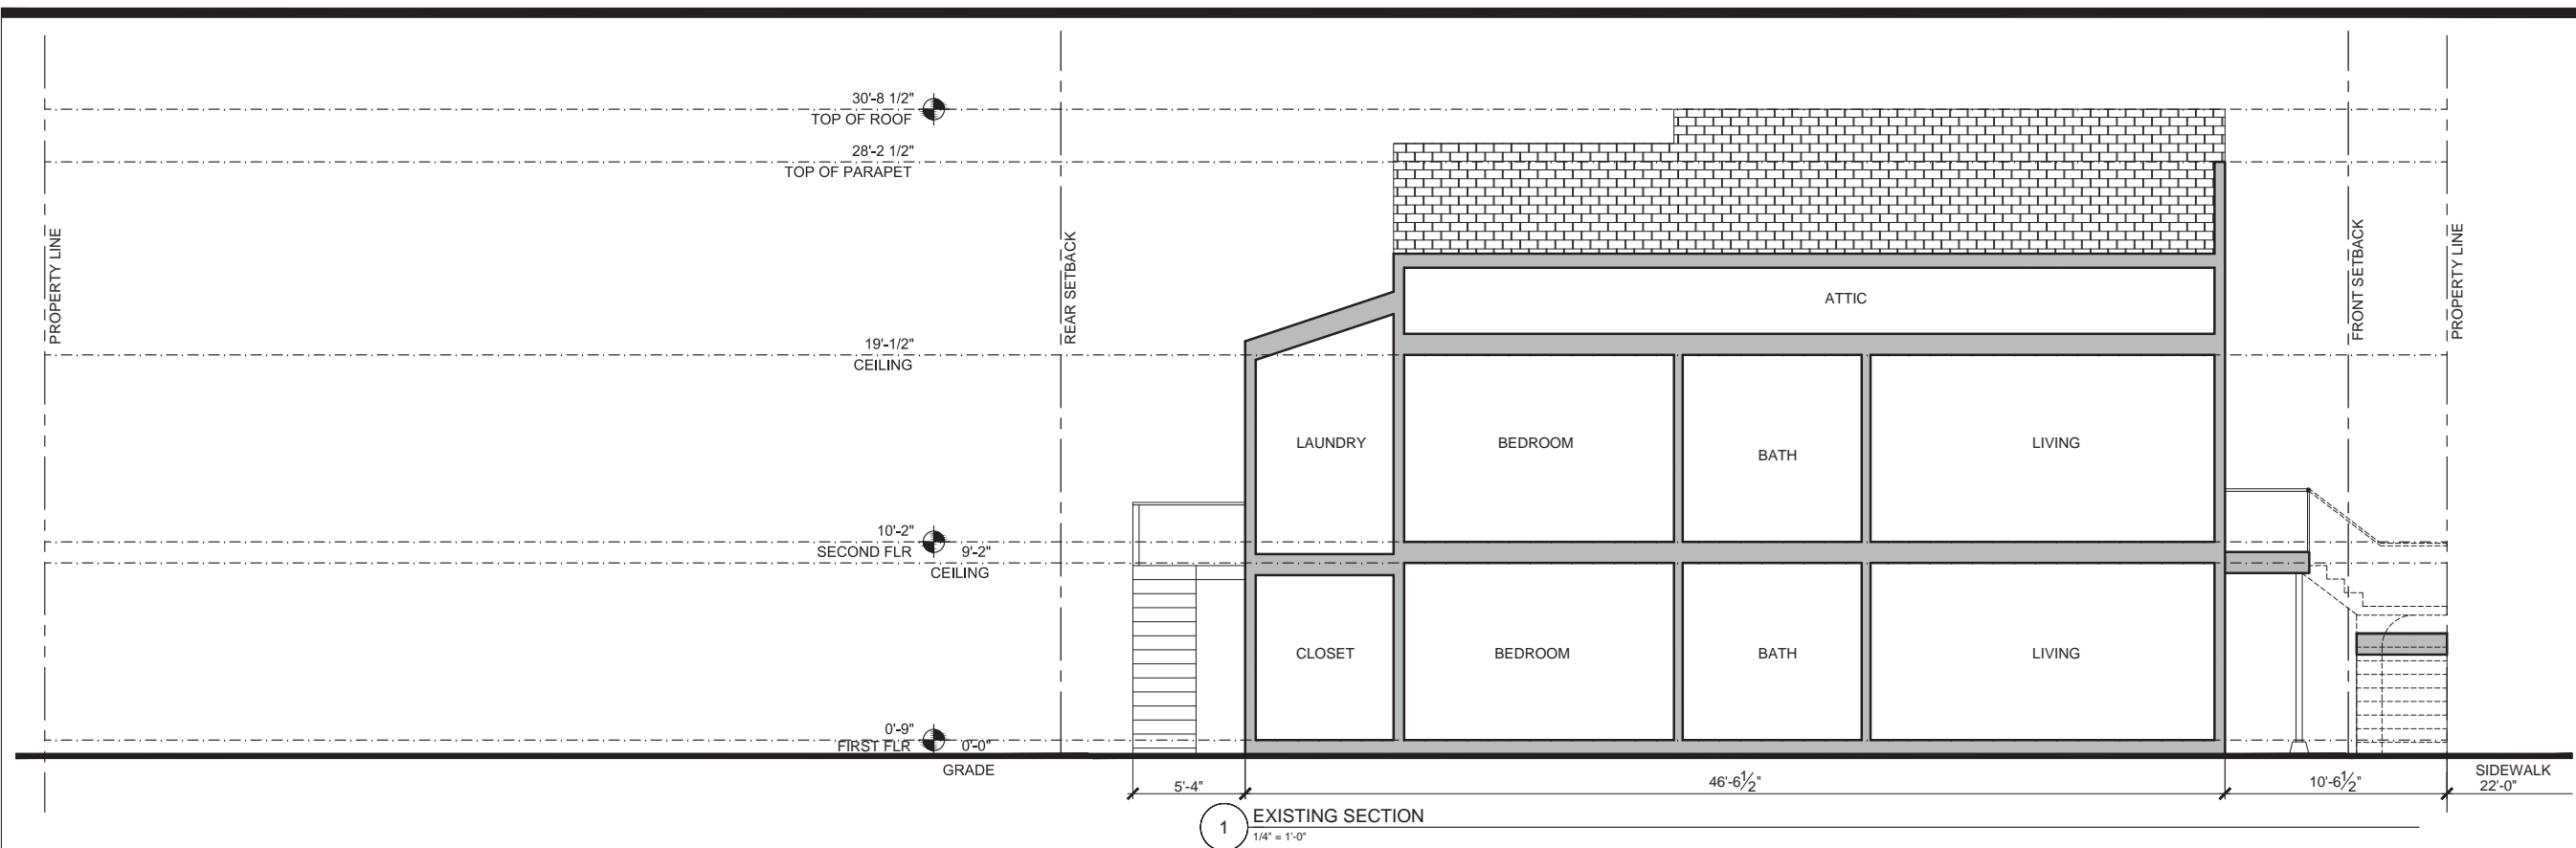 30'-8 1/2"
TOP OF ROOF
28'-2 1/2"
TOP OF PARAPET
PROPERTY LINE
REAR SETBACK
FRONT SETBACK
PROPERTY LINE
ATTIC
19'-1/2"
CEILING
LAUNDRY
BEDROOM
BATH
LIVING
10'-2"
SECOND FLR
9'-2"
CEILING
CLOSET
BEDROOM
BATH
LIVING
0'-9"
FIRST FLR
0'-0"
GRADE
SIDEWALK
5'-4"
46'-6½"
10'-6½"
22'-0"
1
EXISTING SECTION
1/4" = 1'-0"